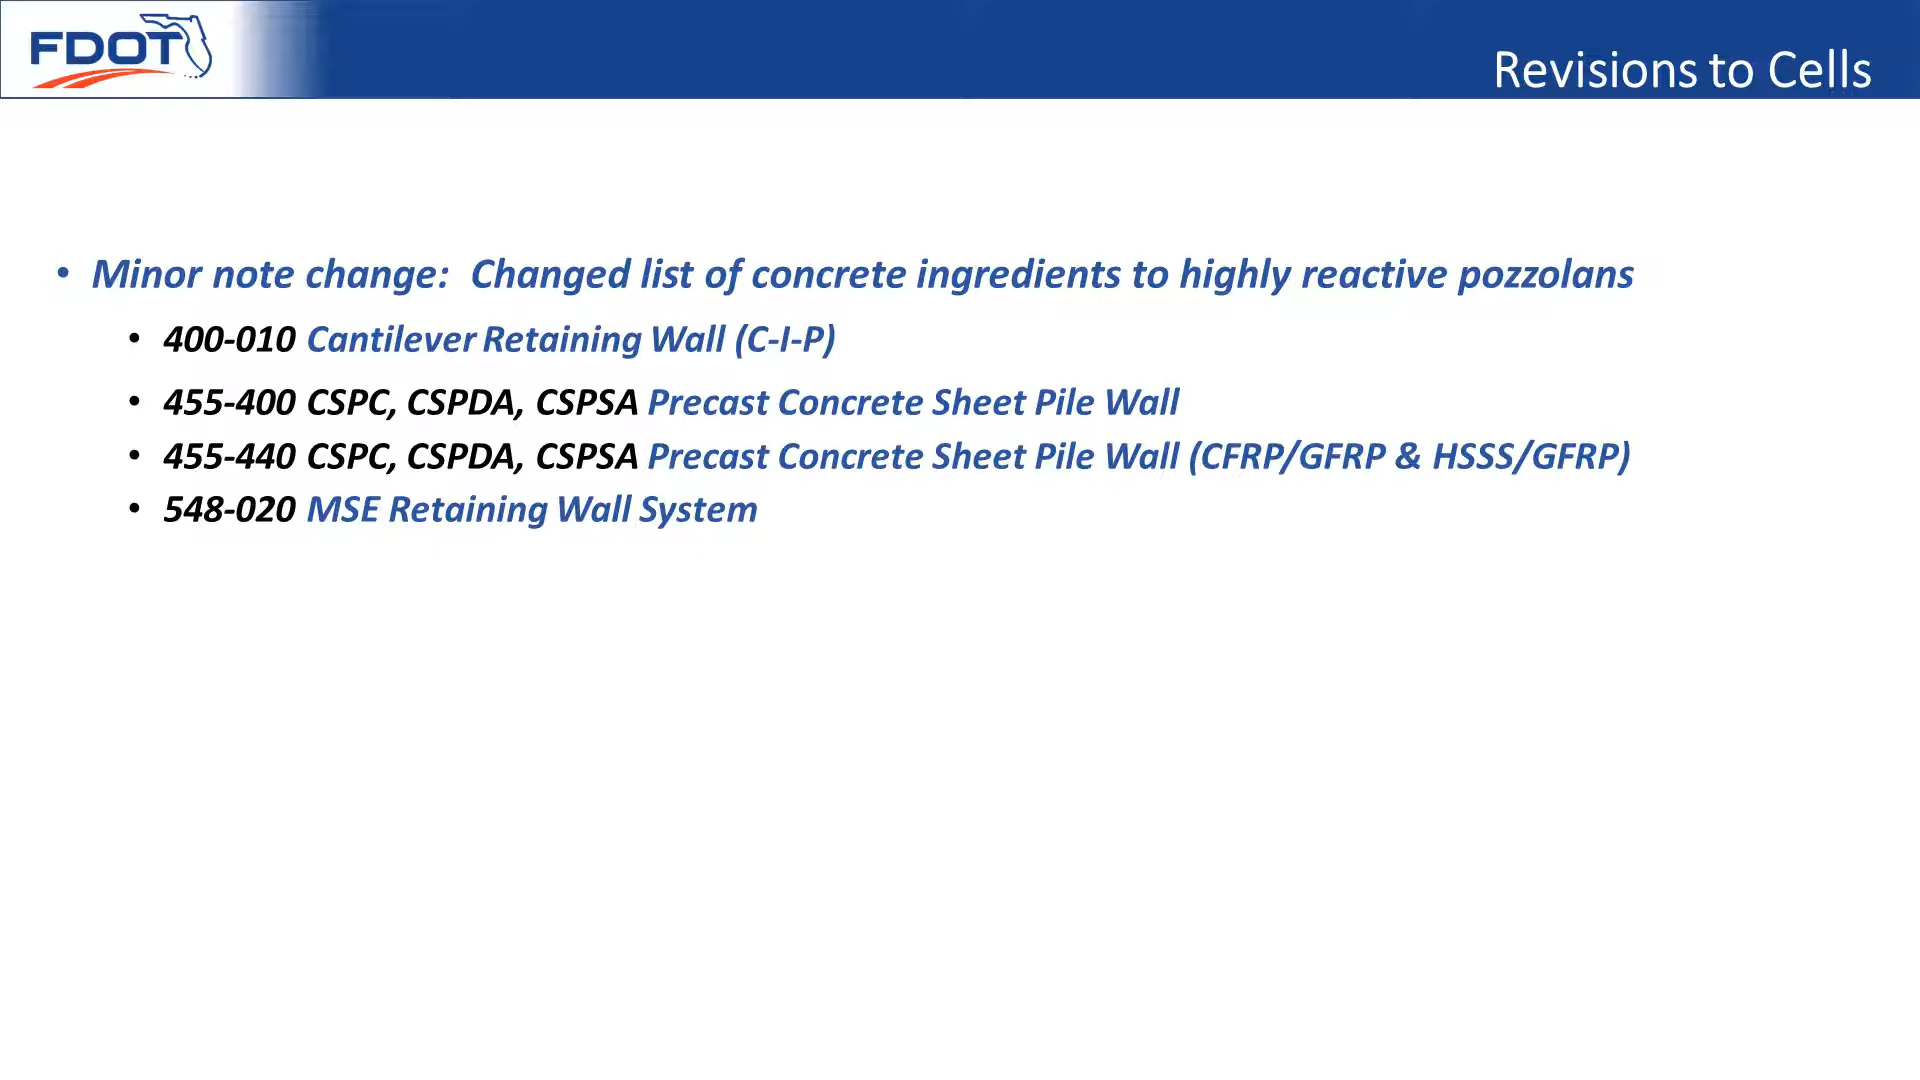 FDOT
Revisions to Cells
• Minor note change:  Changed list of concrete ingredients to highly reactive pozzolans
• 400-010 Cantilever Retaining Wall (C-I-P)
• 455-400 CSPC, CSPDA, CSPSA Precast Concrete Sheet Pile Wall
• 455-440 CSPC, CSPDA, CSPSA Precast Concrete Sheet Pile Wall (CFRP/GFRP & HSSS/GFRP)
• 548-020 MSE Retaining Wall System